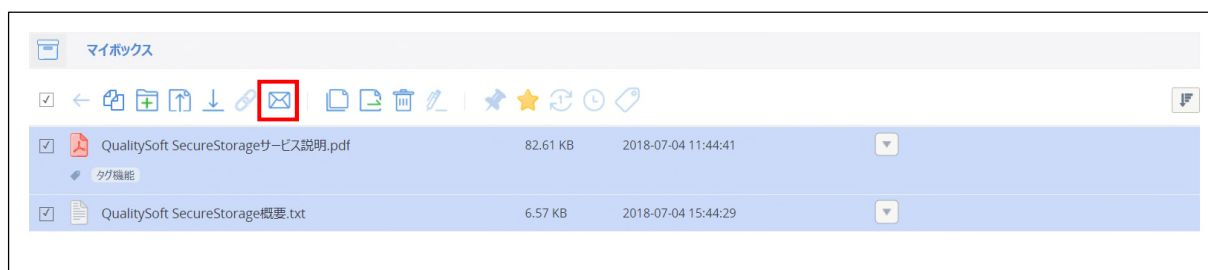 マイボックス
QualitySoft SecureStorageサービス説明.pdf 82.61 KB 2018-07-04 11:44:41
タグ機能
QualitySoft SecureStorage概要.txt 6.57 KB 2018-07-04 15:44:29